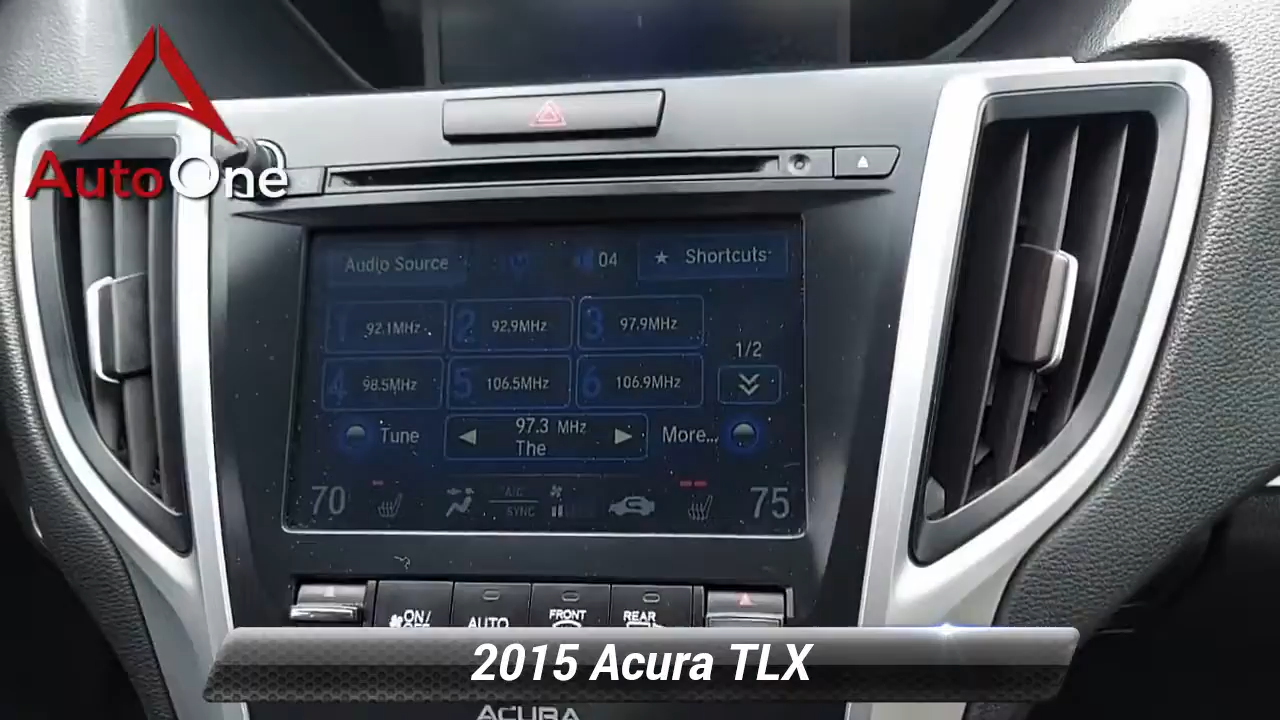 AutoOne
Audio Source 04 ★ Shortcuts
1 92.1MHz 2 92.9MHz 3 97.9MHz
1/2
4 98.5MHz 5 106.5MHz 6 106.9MHz
Tune ◀ 97.3 MHz ▶ More...
The
70 A/C 75
SYNC
ON/ AUTO FRONT REAR
OFF
2015 Acura TLX
ACURA